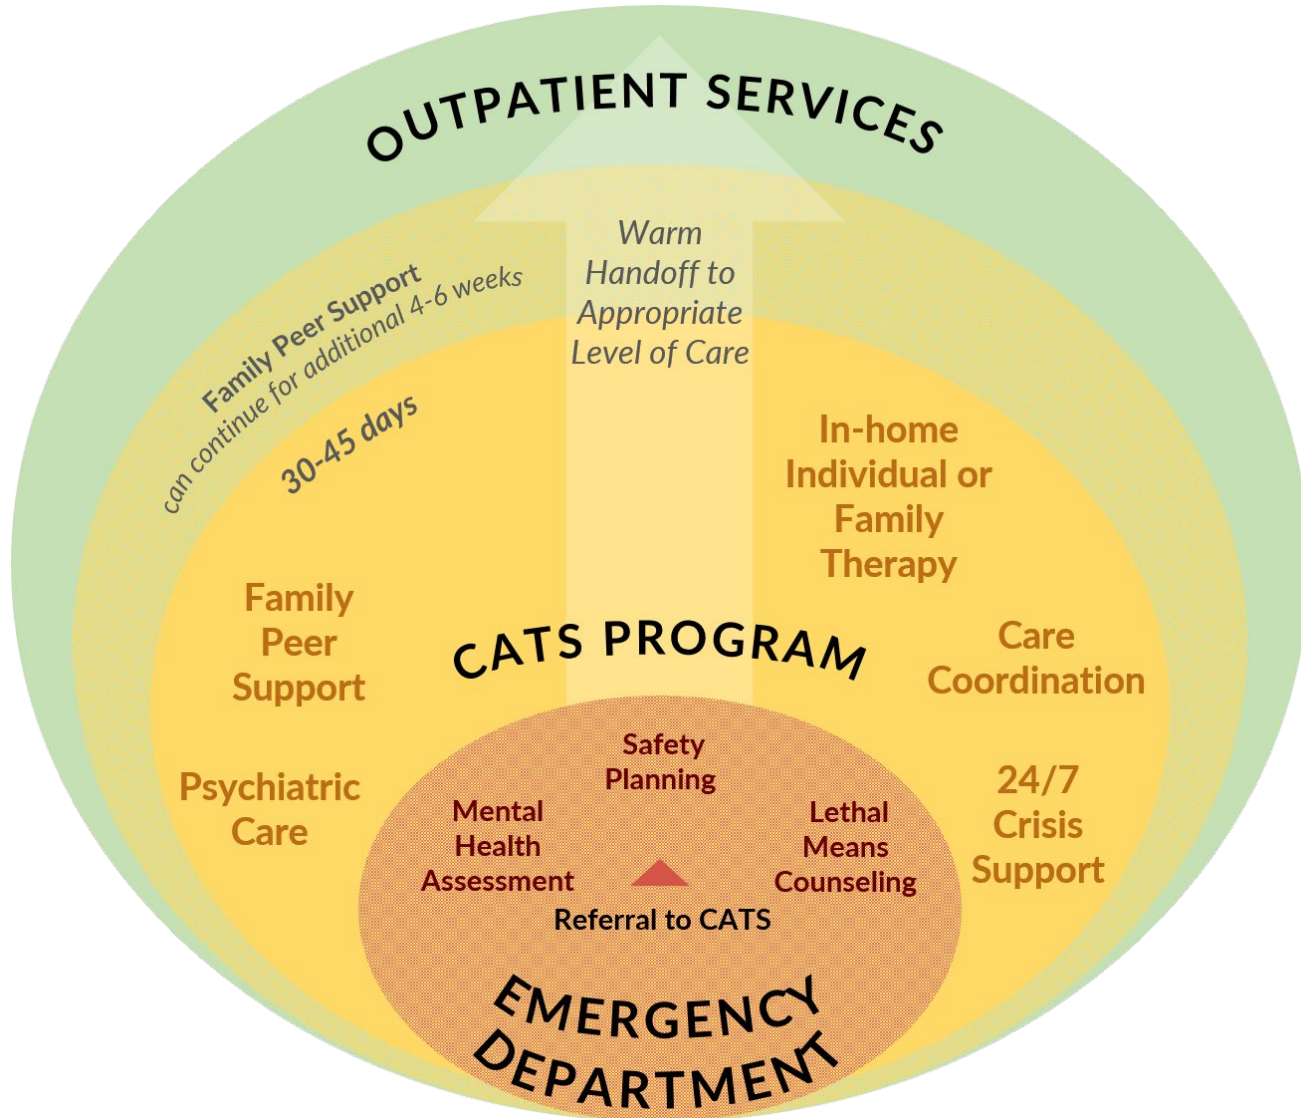 OUTPATIENT SERVICES
Warm
Handoff to
Appropriate
Level of Care
Family Peer Support
can continue for additional 4-6 weeks
30-45 days
In-home
Individual or
Family
Therapy
Family
Peer
Support
CATS PROGRAM
Care
Coordination
Psychiatric
Care
24/7
Crisis
Support
Safety
Planning
Mental
Health
Assessment
Lethal
Means
Counseling
Referral to CATS
EMERGENCY
DEPARTMENT